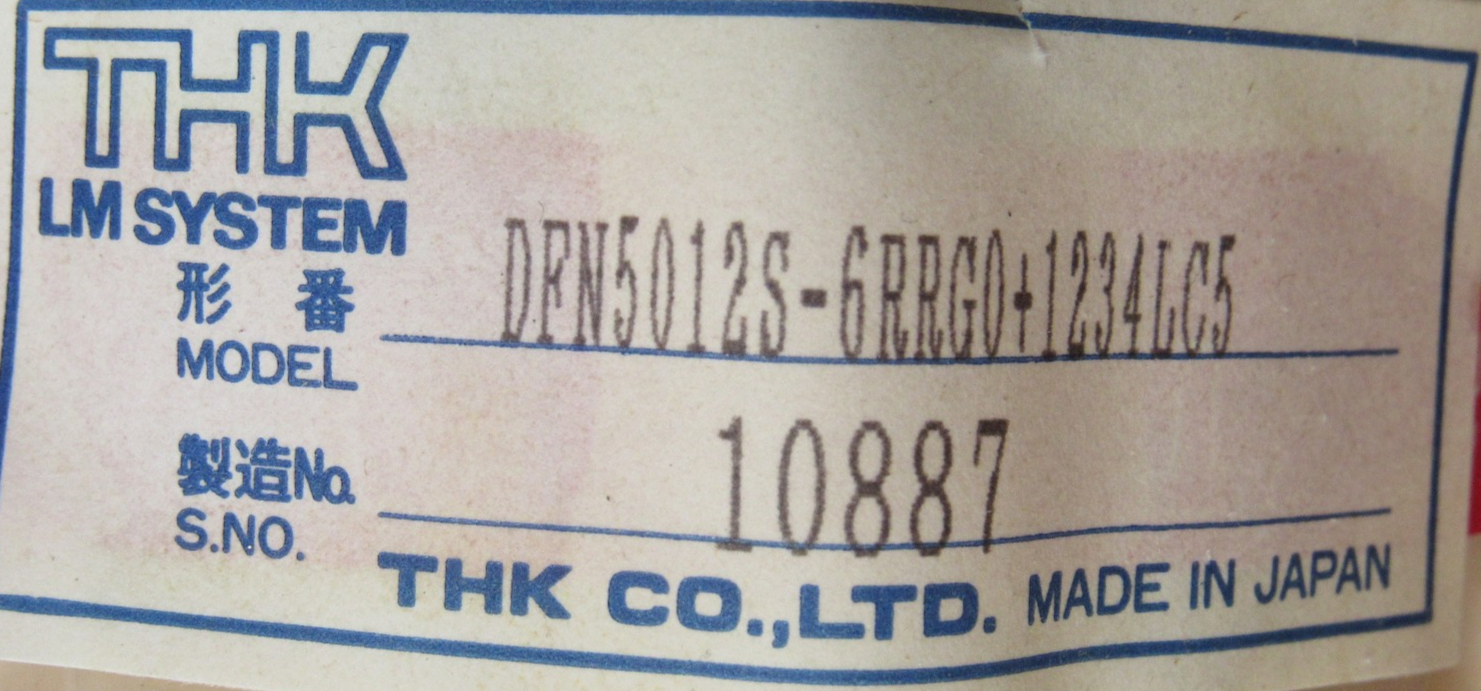 THK
LM SYSTEM
形番 DFN5012S-6RRG0+1234LC5
MODEL
製造No. 10887
S.NO.
THK CO.,LTD. MADE IN JAPAN